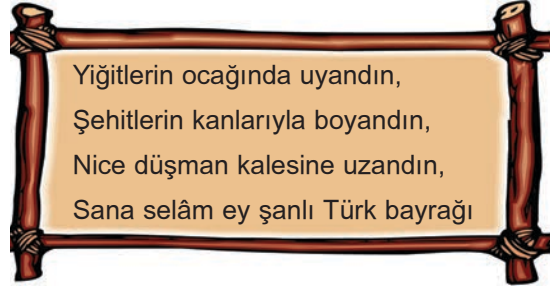 Yiğitlerin ocağında uyandın,
Şehitlerin kanlarıyla boyandın,
Nice düşman kalesine uzandın,
Sana selâm ey şanlı Türk bayrağı